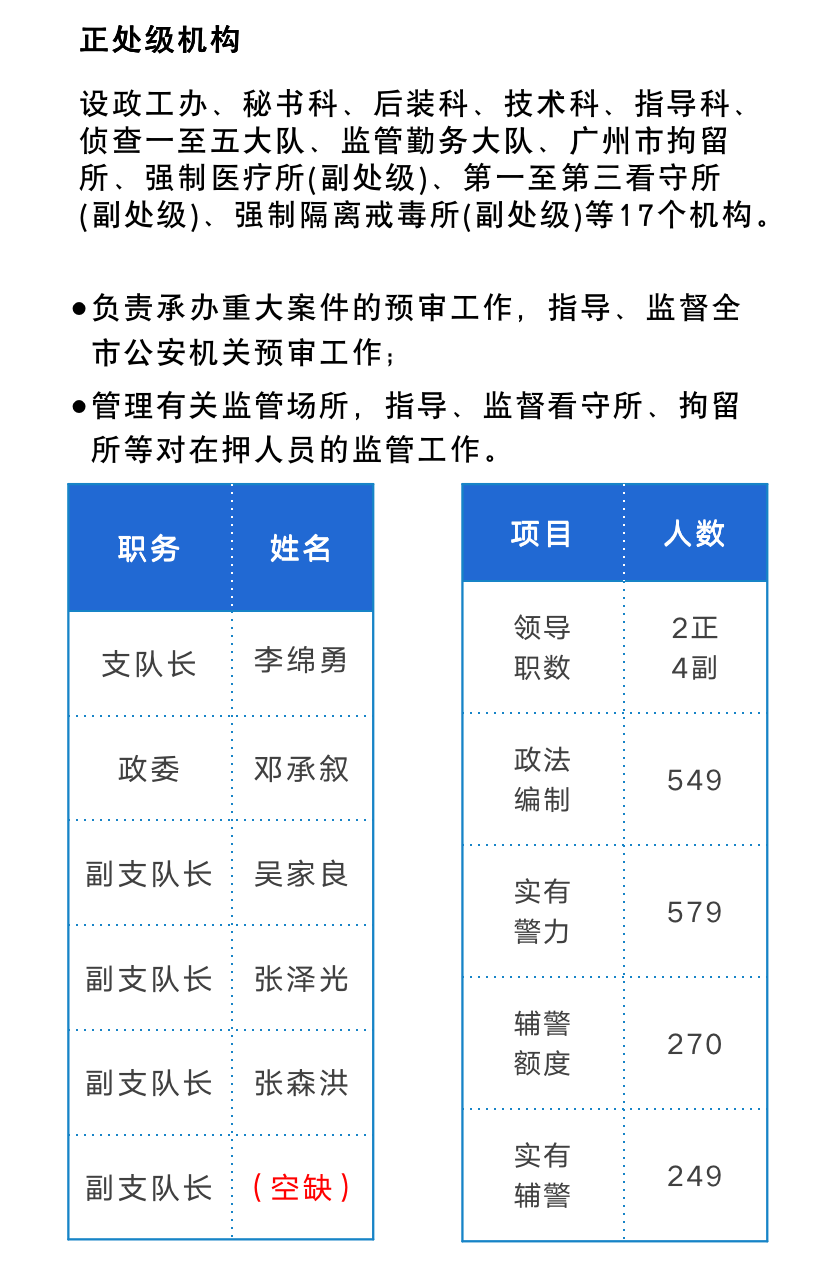 正处级机构
设政工办、秘书科、后装科、技术科、指导科、
侦查一至五大队、监管勤务大队、广州市拘留
所、强制医疗所(副处级)、第一至第三看守所
(副处级)、强制隔离戒毒所(副处级)等17个机构。
●负责承办重大案件的预审工作，指导、监督全
市公安机关预审工作；
●管理有关监管场所，指导、监督看守所、拘留
所等对在押人员的监管工作。
职务 姓名
支队长 李绵勇
政委 邓承叙
副支队长 吴家良
副支队长 张泽光
副支队长 张森洪
副支队长 （空缺）
项目 人数
领导
职数
2正
4副
政法
编制
549
实有
警力
579
辅警
额度
270
实有
辅警
249